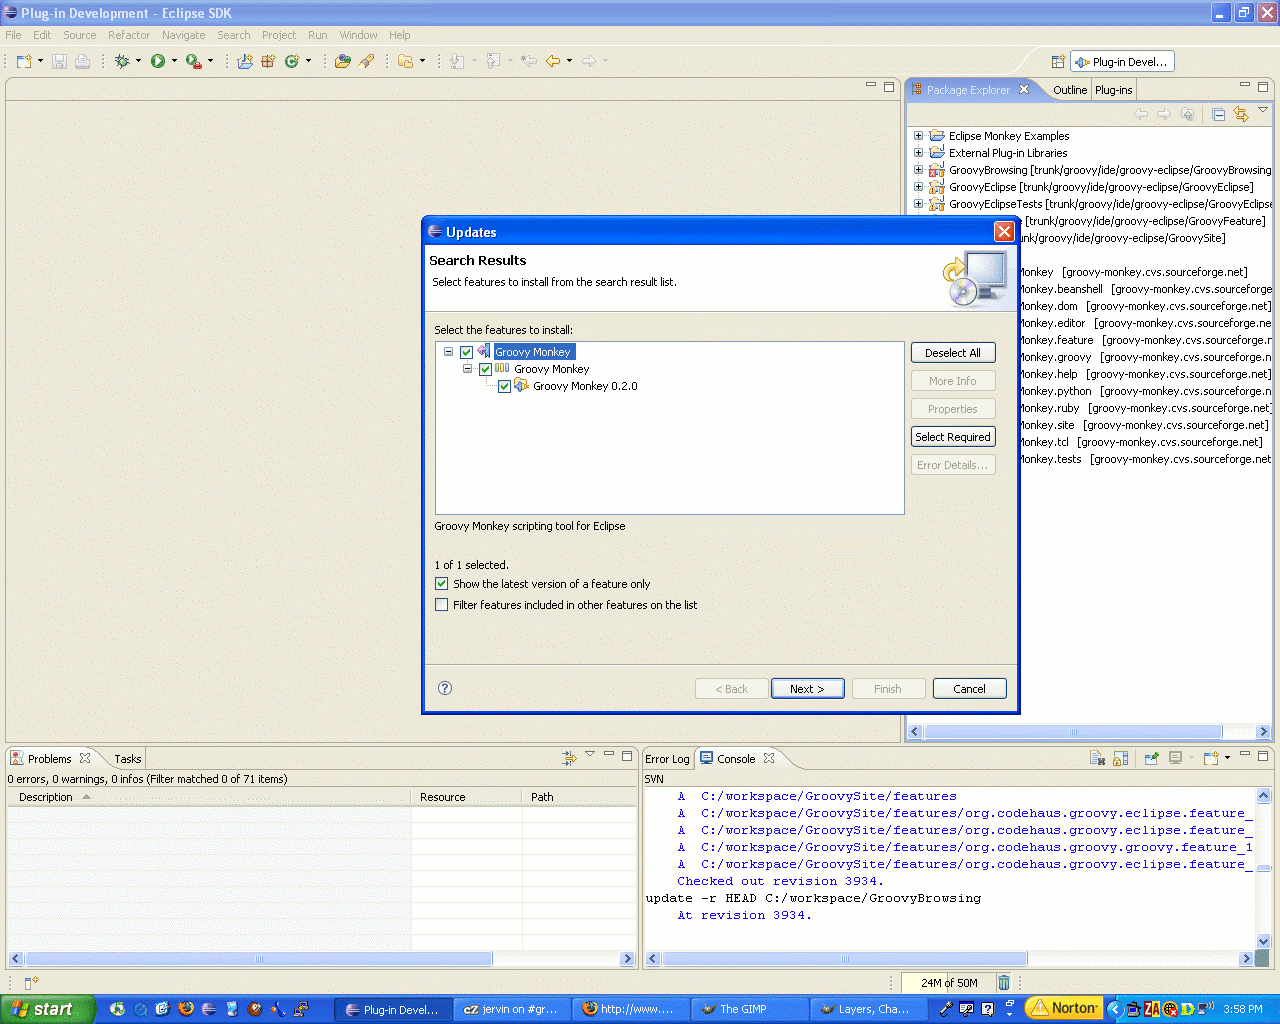 Plug-in Development - Eclipse SDK
File Edit Source Refactor Navigate Search Project Run Window Help
Plug-in Devel...
Package Explorer Outline Plug-ins
Eclipse Monkey Examples
External Plug-in Libraries
GroovyBrowsing [trunk/groovy/ide/groovy-eclipse/GroovyBrowsing
GroovyEclipse [trunk/groovy/ide/groovy-eclipse/GroovyEclipse]
GroovyEclipseTests [trunk/groovy/ide/groovy-eclipse/GroovyEclipse
[trunk/groovy/ide/groovy-eclipse/GroovyFeature]
unk/groovy/ide/groovy-eclipse/GroovySite]
Monkey [groovy-monkey.cvs.sourceforge.net]
Monkey.beanshell [groovy-monkey.cvs.sourceforge
Monkey.dom [groovy-monkey.cvs.sourceforge.net]
Monkey.editor [groovy-monkey.cvs.sourceforge.ne
Monkey.feature [groovy-monkey.cvs.sourceforge.n
Monkey.groovy [groovy-monkey.cvs.sourceforge.n
Monkey.help [groovy-monkey.cvs.sourceforge.net]
Monkey.python [groovy-monkey.cvs.sourceforge.n
Monkey.ruby [groovy-monkey.cvs.sourceforge.net]
Monkey.site [groovy-monkey.cvs.sourceforge.net]
Monkey.tcl [groovy-monkey.cvs.sourceforge.net]
Monkey.tests [groovy-monkey.cvs.sourceforge.net
Updates
Search Results
Select features to install from the search result list.
Select the features to install:
Groovy Monkey
Groovy Monkey
Groovy Monkey 0.2.0
Deselect All
More Info
Properties
Select Required
Error Details...
Groovy Monkey scripting tool for Eclipse
1 of 1 selected.
Show the latest version of a feature only
Filter features included in other features on the list
< Back Next > Finish Cancel
Problems Tasks
0 errors, 0 warnings, 0 infos (Filter matched 0 of 71 items)
Description Resource Path
Error Log Console
SVN
A C:/workspace/GroovySite/features
A C:/workspace/GroovySite/features/org.codehaus.groovy.eclipse.feature_
A C:/workspace/GroovySite/features/org.codehaus.groovy.eclipse.feature_
A C:/workspace/GroovySite/features/org.codehaus.groovy.groovy.feature_1
A C:/workspace/GroovySite/features/org.codehaus.groovy.eclipse.feature_
Checked out revision 3934.
update -r HEAD C:/workspace/GroovyBrowsing
At revision 3934.
24M of 50M
start Plug-in Devel... cZ jervin on #gr... http://www.... The GIMP Layers, Cha... Norton ZA 3:58 PM